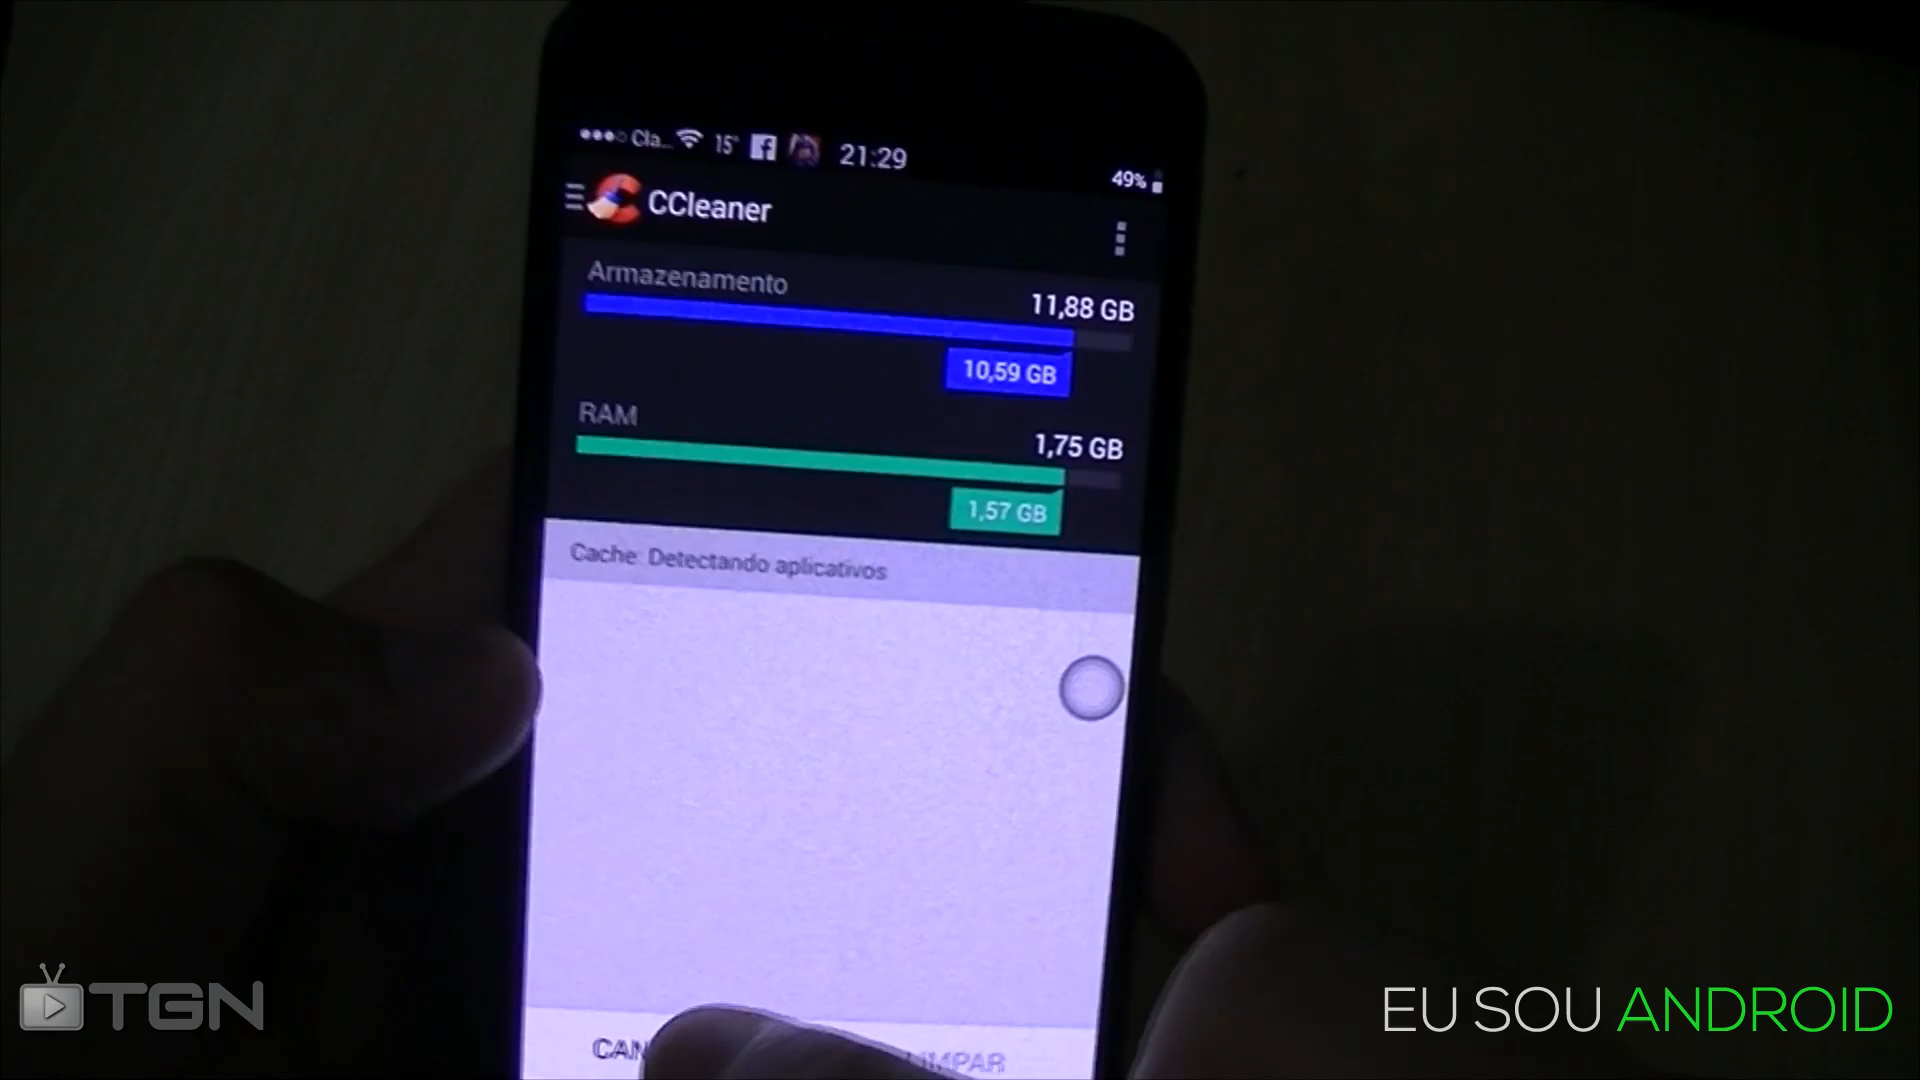 Cla... 15° 21:29
49%
CCleaner
Armazenamento
11,88 GB
10,59 GB
RAM
1,75 GB
1,57 GB
Cache: Detectando aplicativos
TGN
EU SOU ANDROID